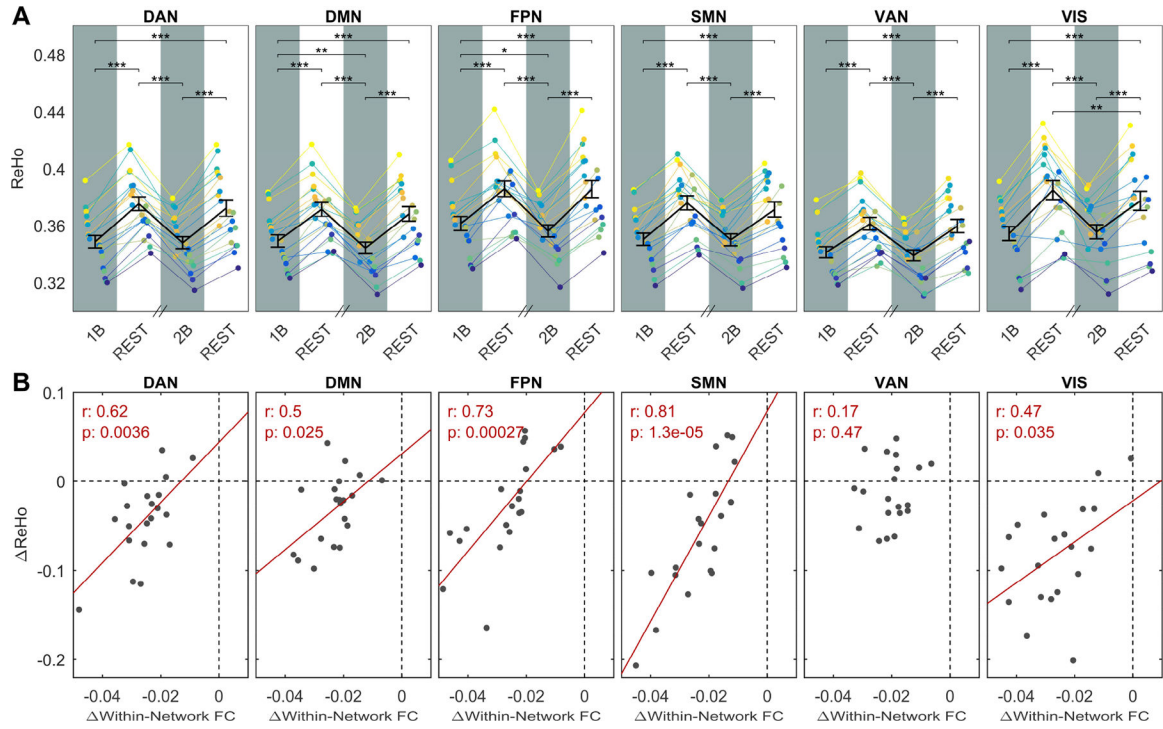 A
DAN DMN FPN SMN VAN VIS
*** *** *** *** *** ***
** *
*** *** *** *** *** ***
*** *** *** *** *** ***
*** *** *** *** *** ***
**
0.48
0.44
0.4
0.36
0.32
ReHo
1B REST 2B REST 1B REST 2B REST 1B REST 2B REST 1B REST 2B REST 1B REST 2B REST 1B REST 2B REST
B
DAN DMN FPN SMN VAN VIS
r: 0.62 r: 0.5 r: 0.73 r: 0.81 r: 0.17 r: 0.47
p: 0.0036 p: 0.025 p: 0.00027 p: 1.3e-05 p: 0.47 p: 0.035
0.1
0
-0.1
-0.2
ΔReHo
-0.04 -0.02 0 -0.04 -0.02 0 -0.04 -0.02 0 -0.04 -0.02 0 -0.04 -0.02 0 -0.04 -0.02 0
ΔWithin-Network FC ΔWithin-Network FC ΔWithin-Network FC ΔWithin-Network FC ΔWithin-Network FC ΔWithin-Network FC